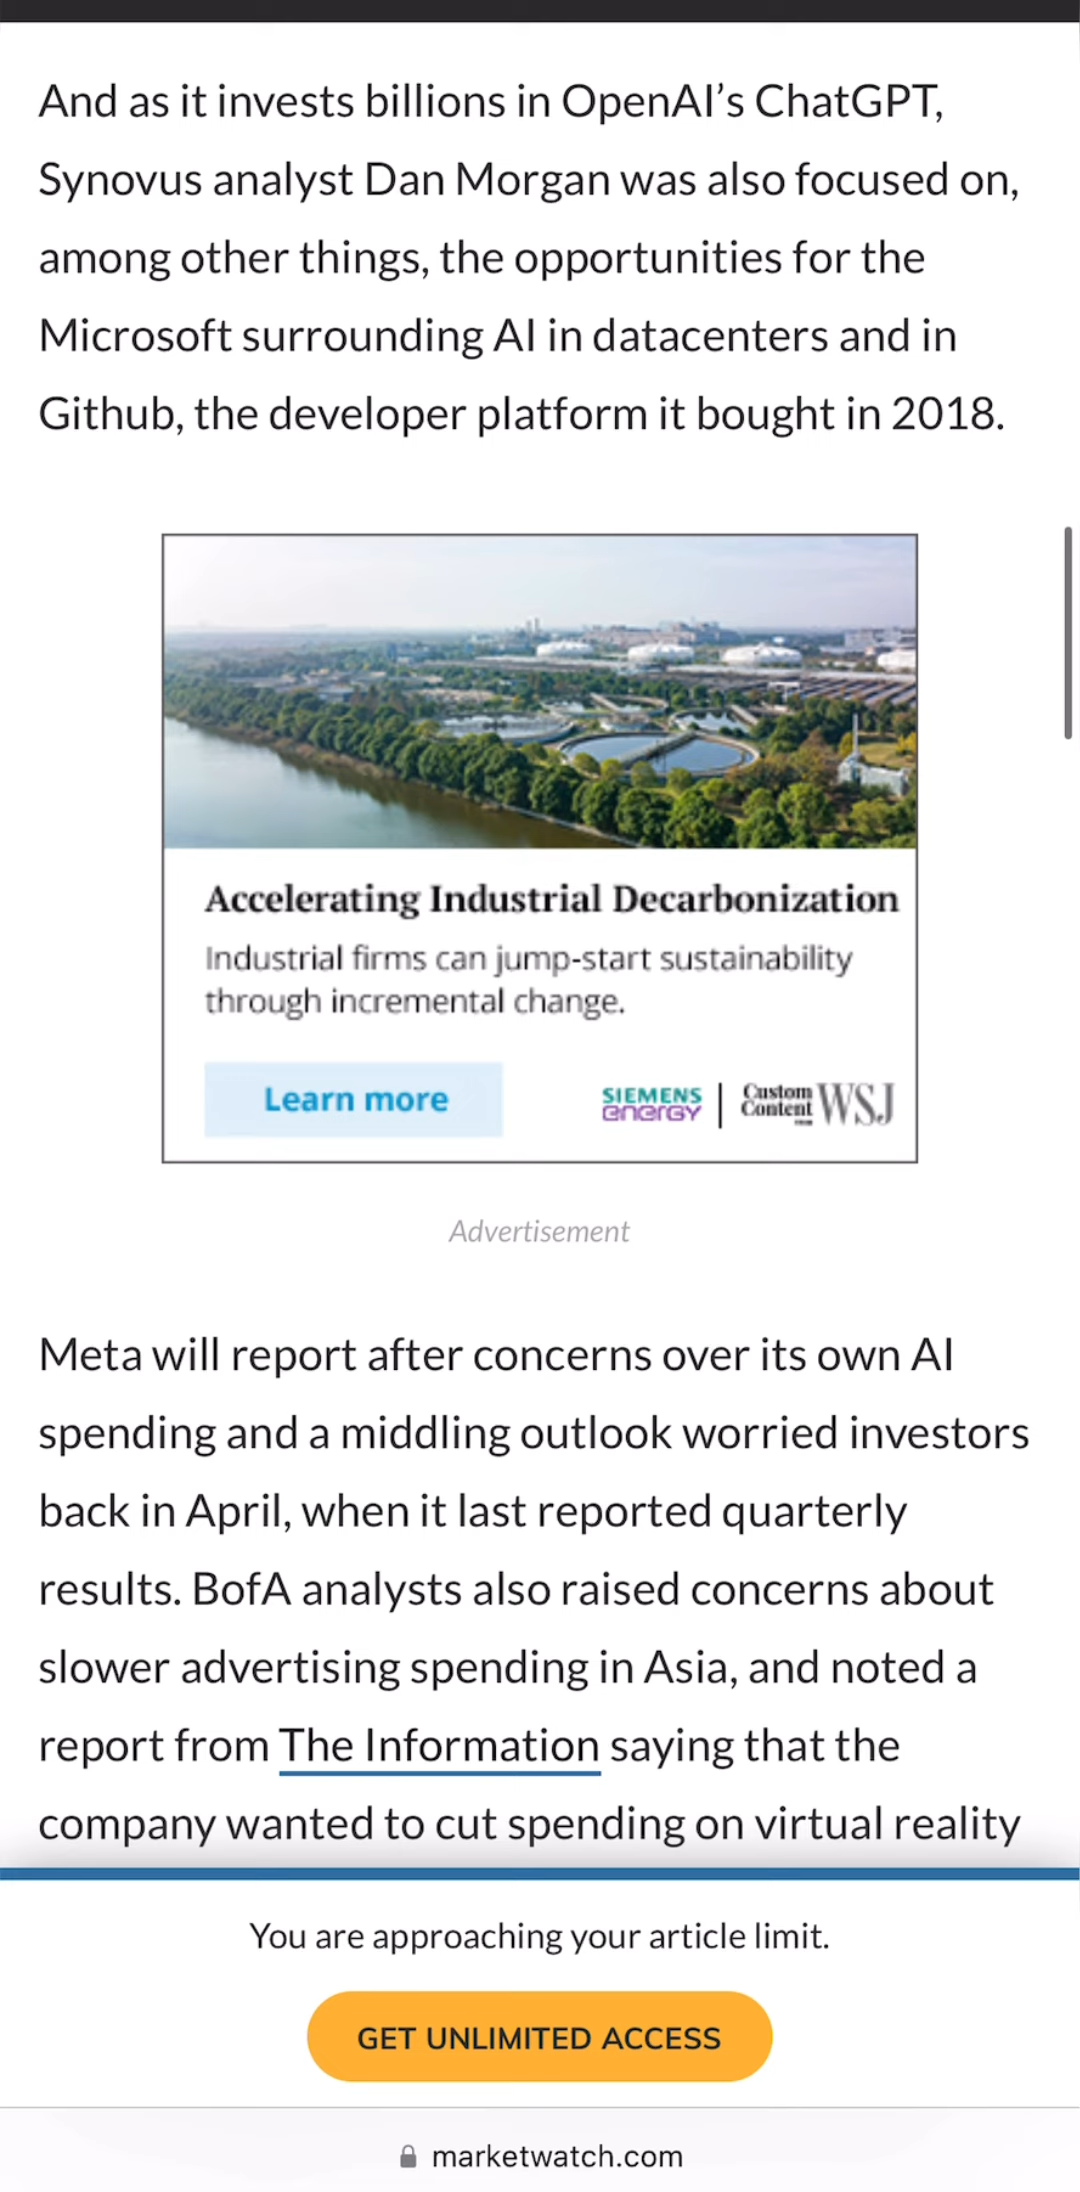 And as it invests billions in OpenAI’s ChatGPT,
Synovus analyst Dan Morgan was also focused on,
among other things, the opportunities for the
Microsoft surrounding AI in datacenters and in
Github, the developer platform it bought in 2018.
Accelerating Industrial Decarbonization
Industrial firms can jump-start sustainability
through incremental change.
Learn more
SIEMENS
energy
Custom
Content
WSJ
Advertisement
Meta will report after concerns over its own AI
spending and a middling outlook worried investors
back in April, when it last reported quarterly
results. BofA analysts also raised concerns about
slower advertising spending in Asia, and noted a
report from The Information saying that the
company wanted to cut spending on virtual reality
You are approaching your article limit.
GET UNLIMITED ACCESS
marketwatch.com